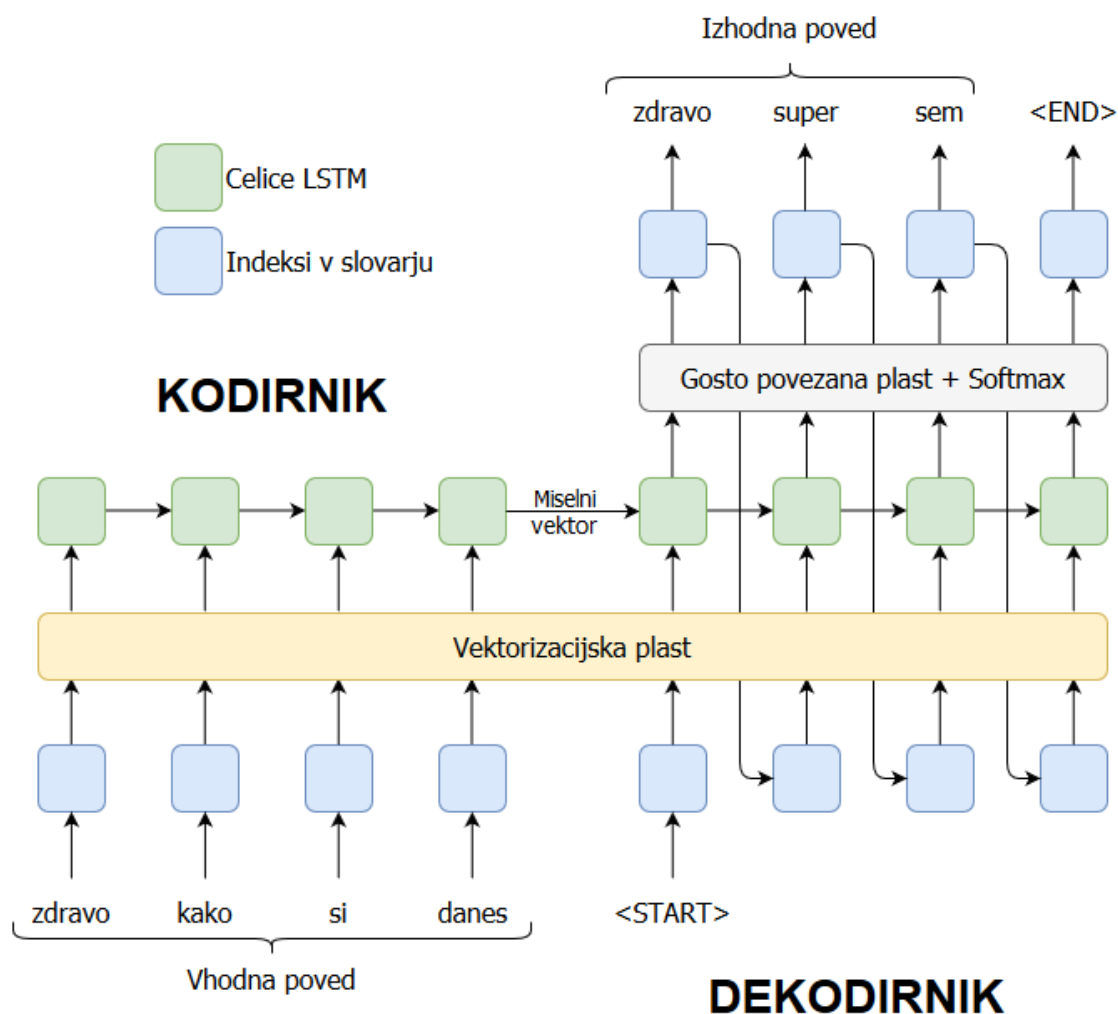 Izhodna poved
zdravo super sem <END>
Celice LSTM
Indeksi v slovarju
KODIRNIK
Gosto povezana plast + Softmax
Miselni
vektor
Vektorizacijska plast
zdravo kako si danes <START>
Vhodna poved
DEKODIRNIK